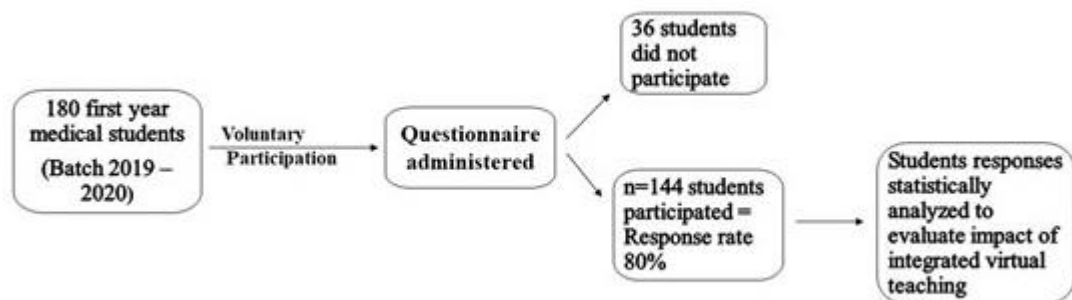 180 first year
medical students
(Batch 2019 –
2020)
Voluntary
Participation
Questionnaire
administered
36 students
did not
participate
n=144 students
participated =
Response rate
80%
Students responses
statistically
analyzed to
evaluate impact of
integrated virtual
teaching